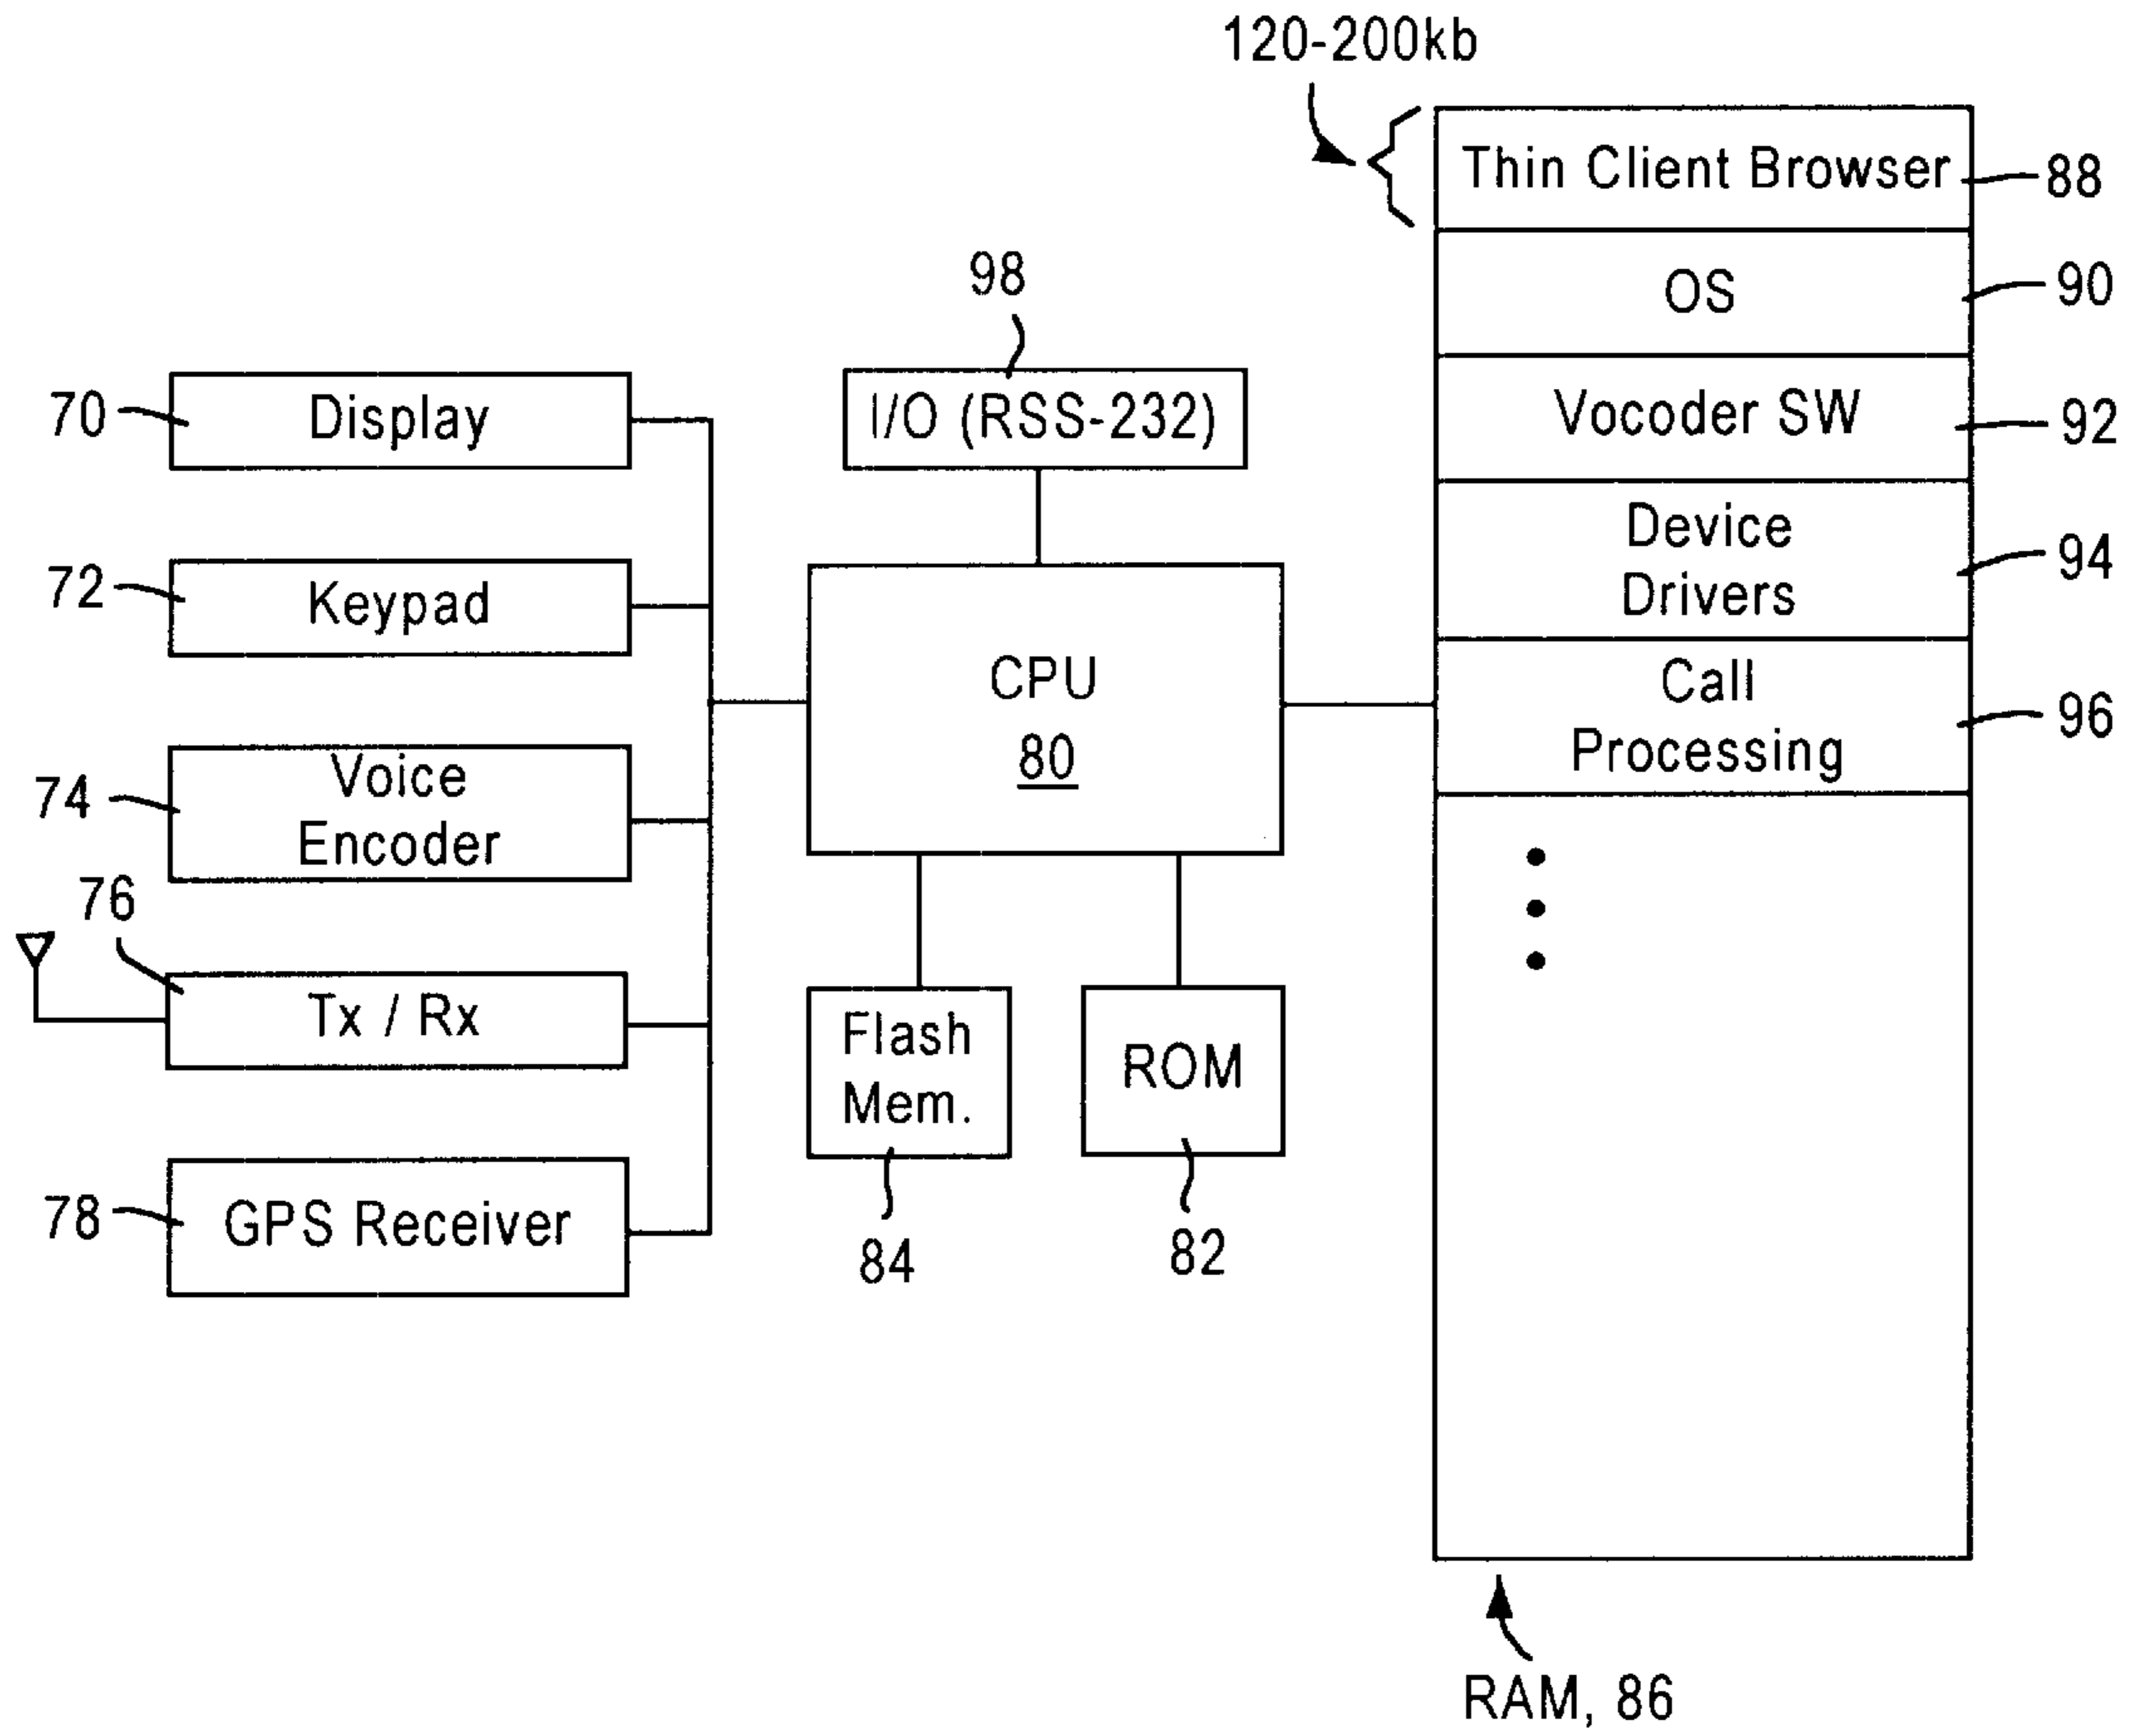 120-200kb
Thin Client Browser
88
OS
90
98
I/O (RSS-232)
Vocoder SW
92
70
Display
Device
Drivers
94
72
Keypad
CPU
80
Call
Processing
96
74
Voice
Encoder
76
Tx / Rx
Flash
Mem.
84
ROM
82
78
GPS Receiver
RAM, 86